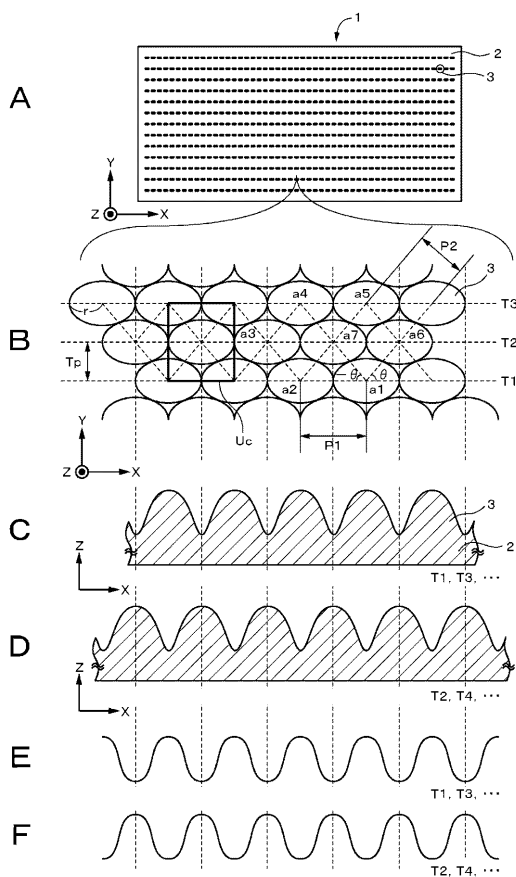 1
A
2
3
Y
Z
X
P2
3
a4
a5
T3
r
B
a3
a7
a6
T2
Tp
a2
θ
θ
a1
T1
Uc
P1
Y
Z
X
C
3
2
Z
X
T1, T3, ···
D
Z
X
T2, T4, ···
E
T1, T3, ···
F
T2, T4, ···